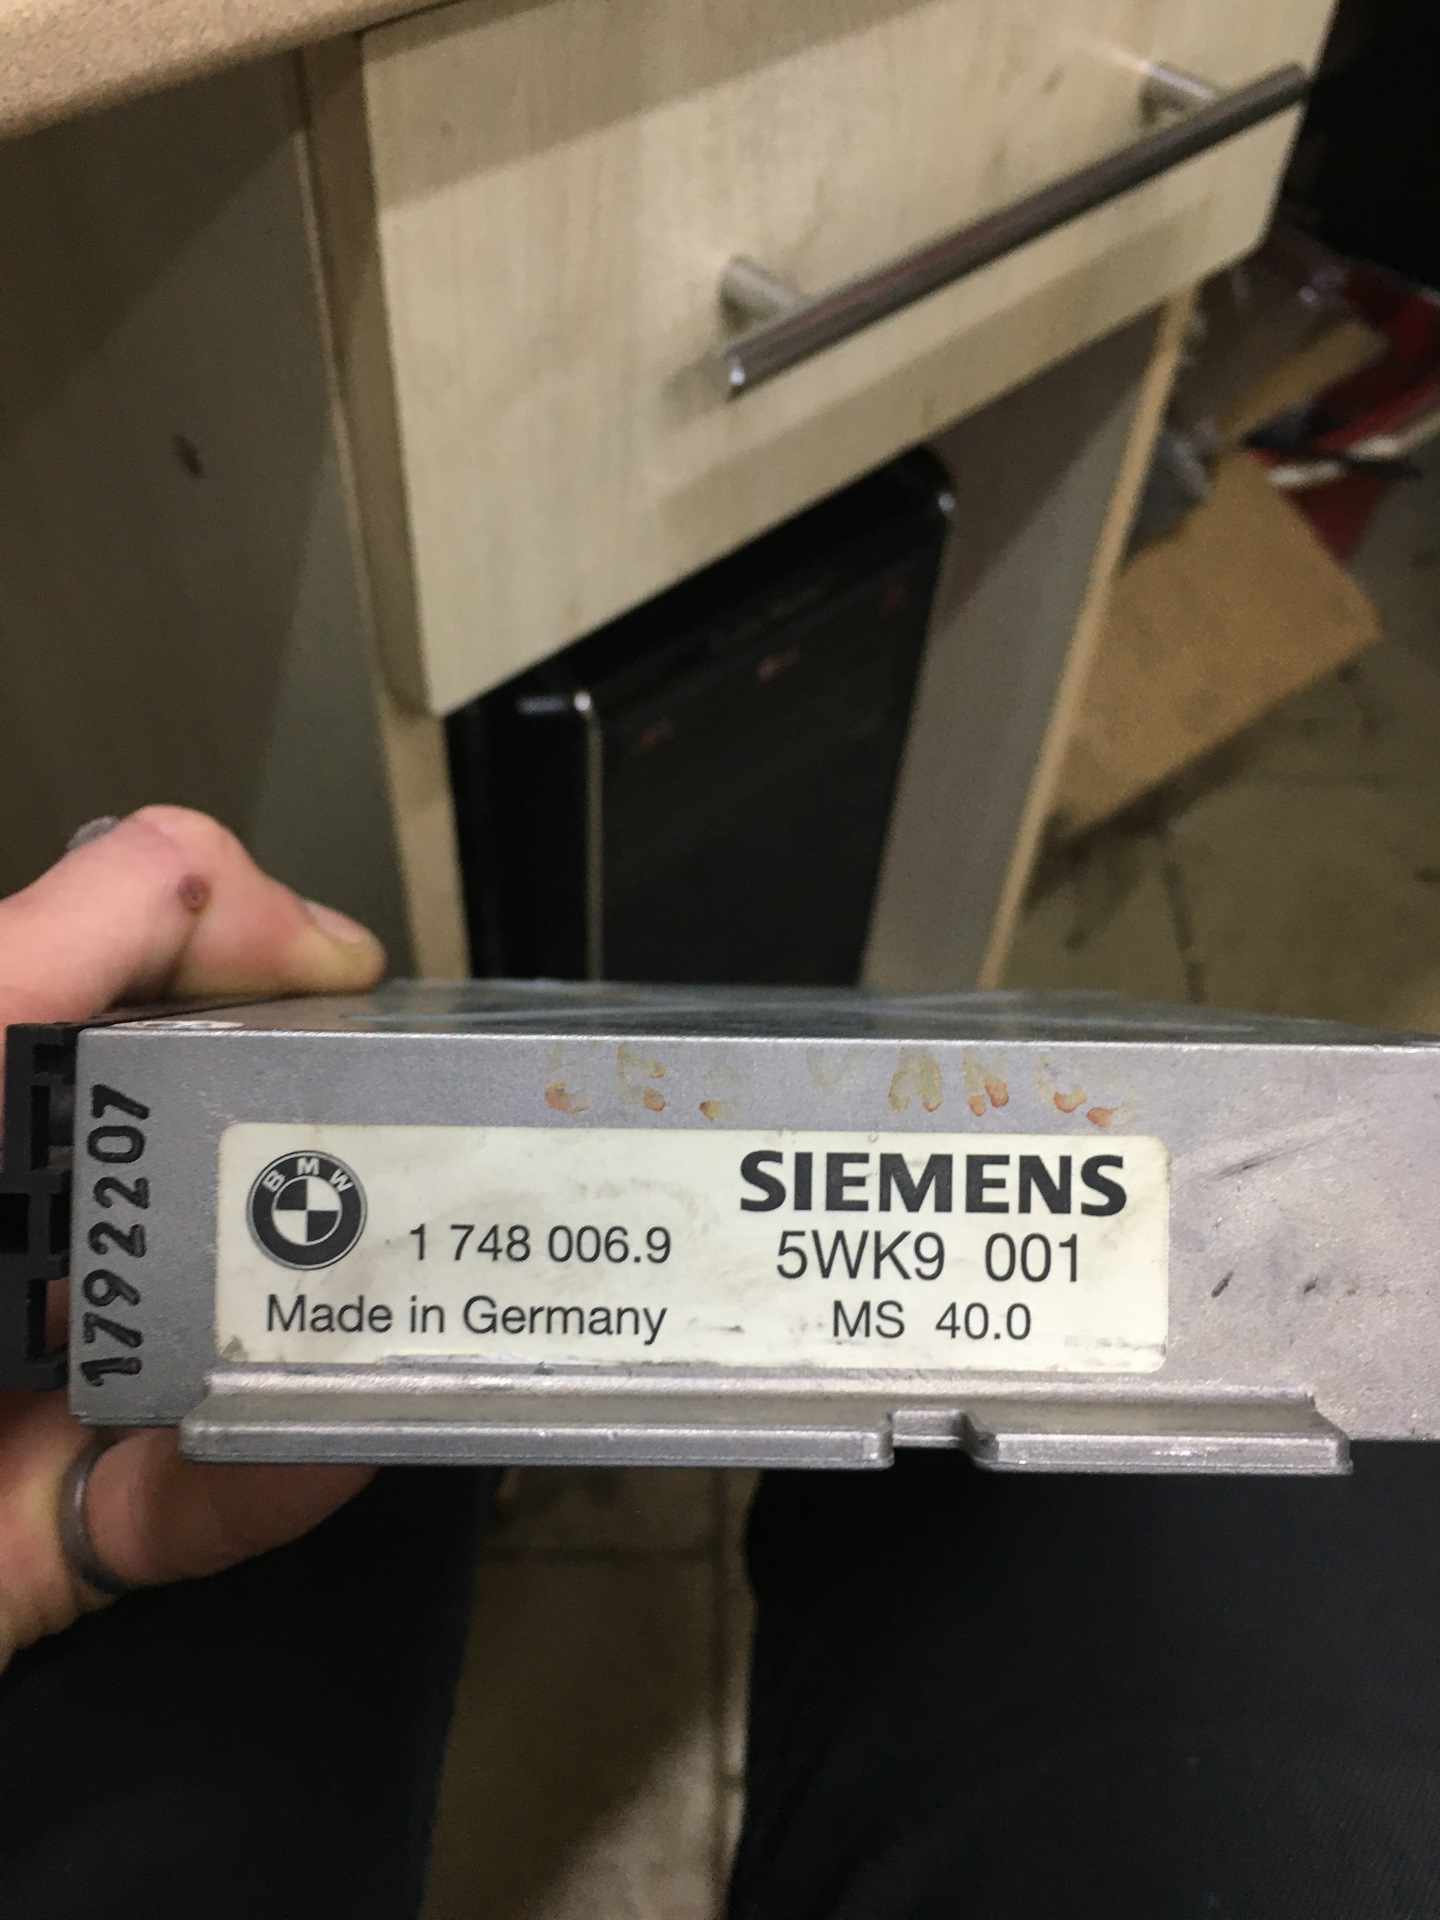 1792207
BMW
1 748 006.9
Made in Germany
SIEMENS
5WK9 001
MS 40.0